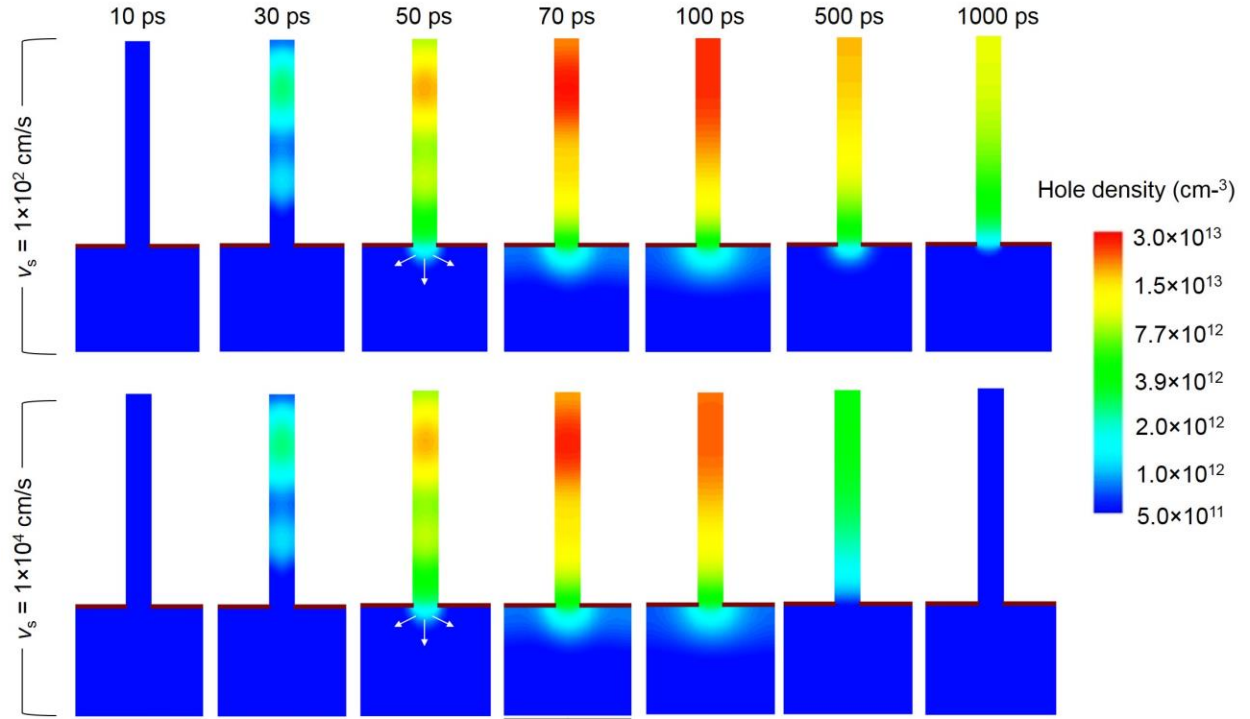 10 ps 30 ps 50 ps 70 ps 100 ps 500 ps 1000 ps
vₛ = 1×10² cm/s
Hole density (cm-³)
3.0×10¹³
1.5×10¹³
7.7×10¹²
3.9×10¹²
2.0×10¹²
1.0×10¹²
5.0×10¹¹
vₛ = 1×10⁴ cm/s